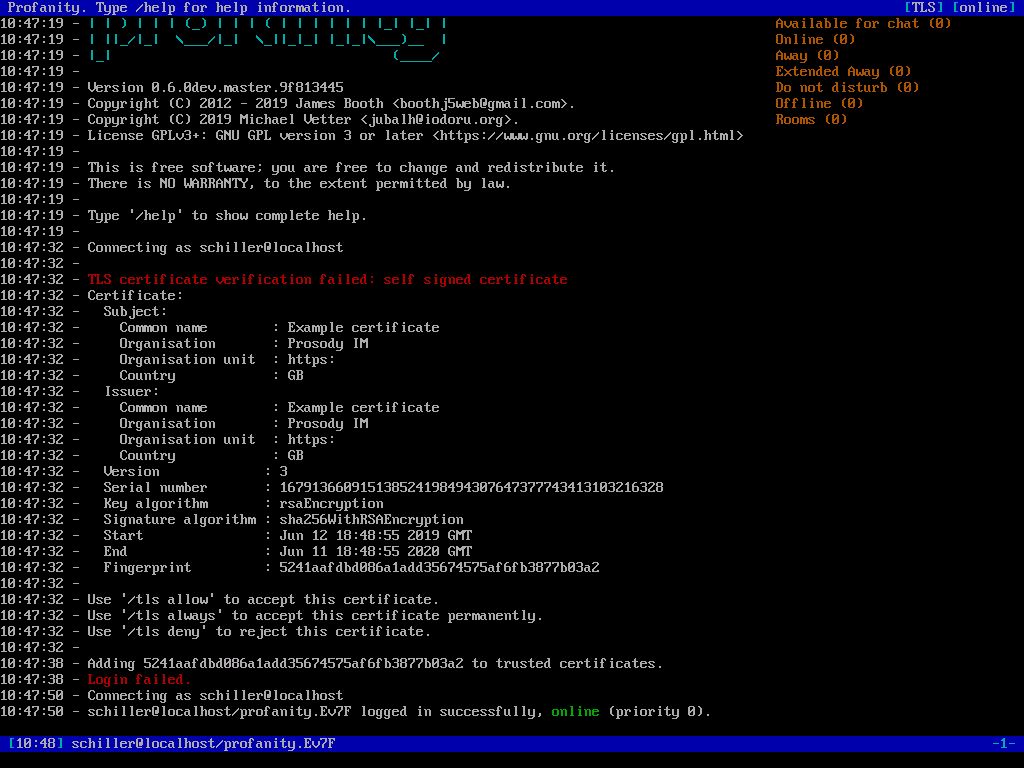 Profanity. Type /help for help information. [TLS] [online]
10:47:19 - | | ) | | | (_) | | | ( | | | | | | | |_| |_| |
10:47:19 - | ||_/|_|  \___/|_|  \_||_|_| |_|_|\___)__  |
10:47:19 - |_|                                    (____/
10:47:19 -
10:47:19 - Version 0.6.0dev.master.9f813445
10:47:19 - Copyright (C) 2012 - 2019 James Booth <boothj5web@gmail.com>.
10:47:19 - Copyright (C) 2019 Michael Vetter <jubalh@iodoru.org>.
10:47:19 - License GPLv3+: GNU GPL version 3 or later <https://www.gnu.org/licenses/gpl.html>
10:47:19 -
10:47:19 - This is free software; you are free to change and redistribute it.
10:47:19 - There is NO WARRANTY, to the extent permitted by law.
10:47:19 -
10:47:19 - Type '/help' to show complete help.
10:47:19 -
10:47:32 - Connecting as schiller@localhost
10:47:32 -
10:47:32 - TLS certificate verification failed: self signed certificate
10:47:32 - Certificate:
10:47:32 -   Subject:
10:47:32 -     Common name        : Example certificate
10:47:32 -     Organisation       : Prosody IM
10:47:32 -     Organisation unit  : https:
10:47:32 -     Country            : GB
10:47:32 -   Issuer:
10:47:32 -     Common name        : Example certificate
10:47:32 -     Organisation       : Prosody IM
10:47:32 -     Organisation unit  : https:
10:47:32 -     Country            : GB
10:47:32 -   Version             : 3
10:47:32 -   Serial number       : 167913660915138524198494307647377743413103216328
10:47:32 -   Key algorithm       : rsaEncryption
10:47:32 -   Signature algorithm : sha256WithRSAEncryption
10:47:32 -   Start               : Jun 12 18:48:55 2019 GMT
10:47:32 -   End                 : Jun 11 18:48:55 2020 GMT
10:47:32 -   Fingerprint         : 5241aafdbd086a1add35674575af6fb3877b03a2
10:47:32 -
10:47:32 - Use '/tls allow' to accept this certificate.
10:47:32 - Use '/tls always' to accept this certificate permanently.
10:47:32 - Use '/tls deny' to reject this certificate.
10:47:32 -
10:47:38 - Adding 5241aafdbd086a1add35674575af6fb3877b03a2 to trusted certificates.
10:47:38 - Login failed.
10:47:50 - Connecting as schiller@localhost
10:47:50 - schiller@localhost/profanity.Ev7F logged in successfully, online (priority 0).
Available for chat (0)
Online (0)
Away (0)
Extended Away (0)
Do not disturb (0)
Offline (0)
Rooms (0)
[10:48] schiller@localhost/profanity.Ev7F -1-